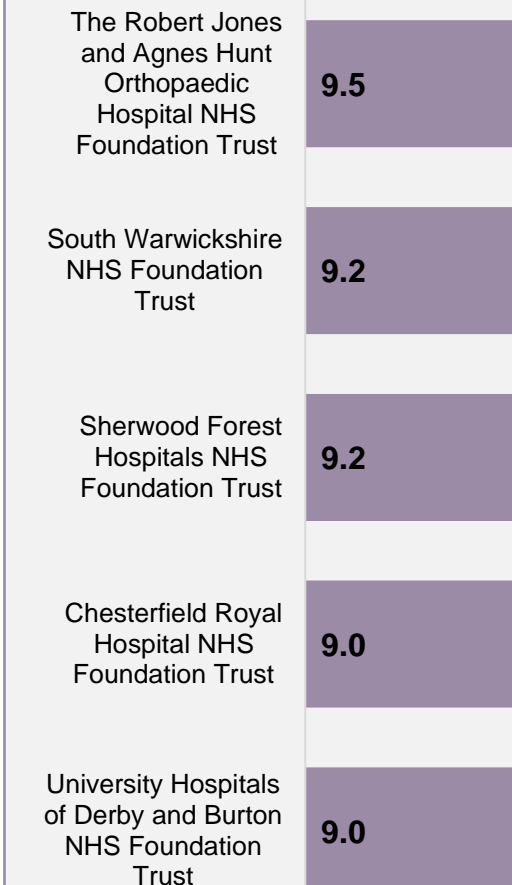 The Robert Jones
and Agnes Hunt
Orthopaedic
Hospital NHS
Foundation Trust
9.5
South Warwickshire
NHS Foundation
Trust
9.2
Sherwood Forest
Hospitals NHS
Foundation Trust
9.2
Chesterfield Royal
Hospital NHS
Foundation Trust
9.0
University Hospitals
of Derby and Burton
NHS Foundation
Trust
9.0